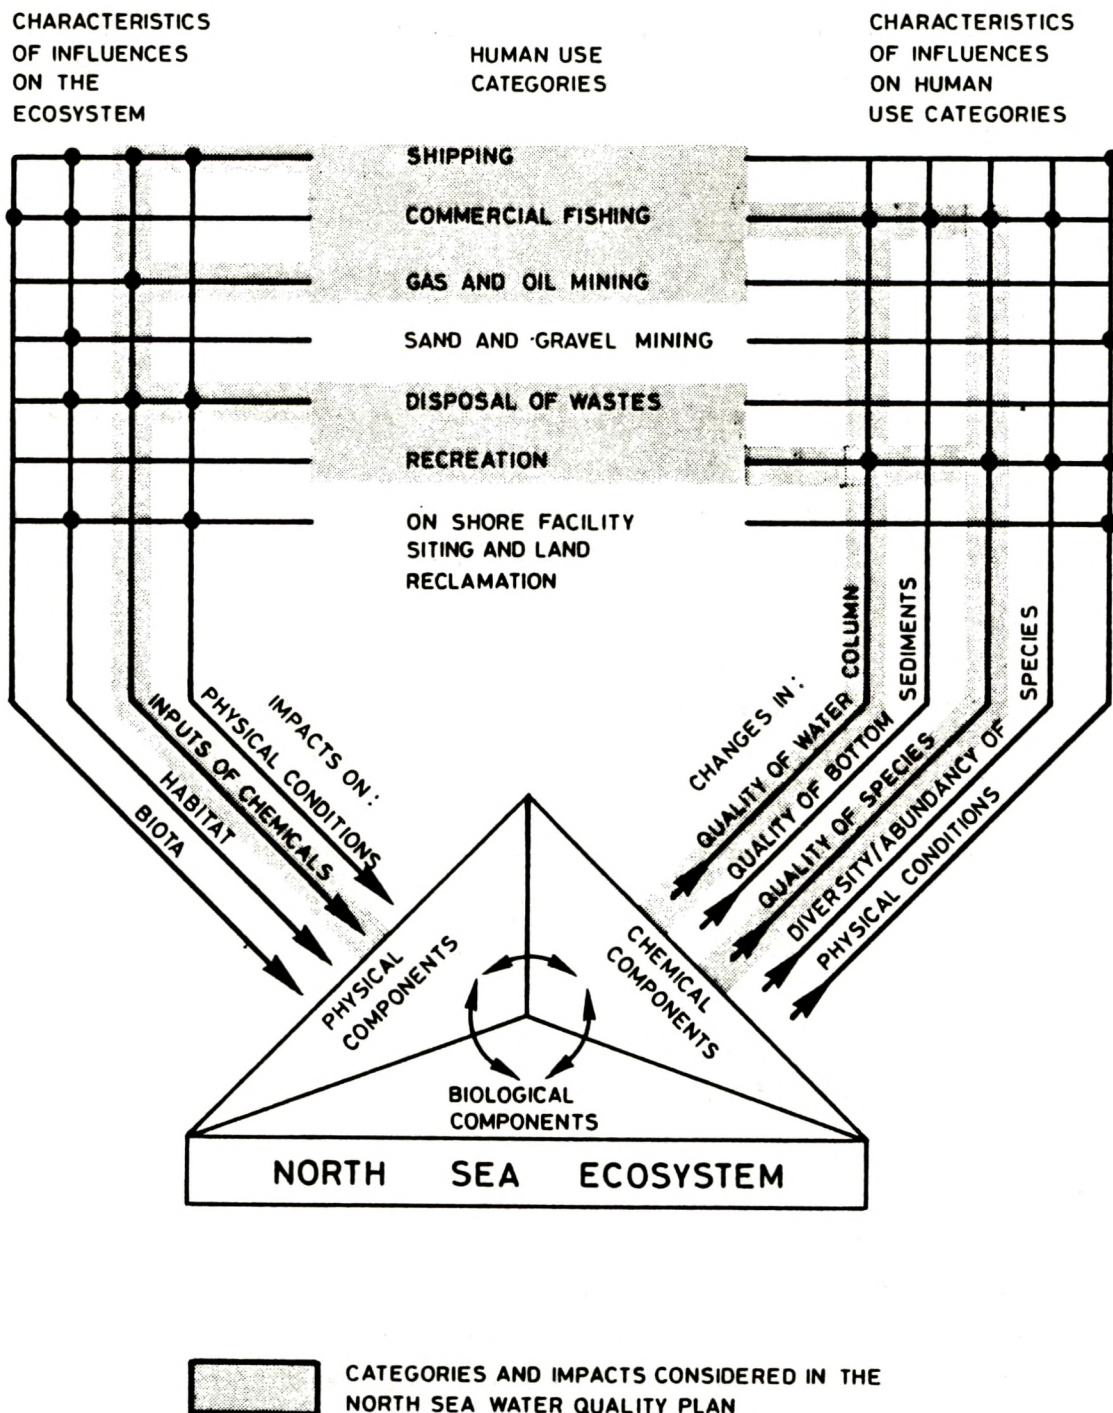 CHARACTERISTICS
OF INFLUENCES
ON THE
ECOSYSTEM
HUMAN USE
CATEGORIES
CHARACTERISTICS
OF INFLUENCES
ON HUMAN
USE CATEGORIES
SHIPPING
COMMERCIAL FISHING
GAS AND OIL MINING
SAND AND GRAVEL MINING
DISPOSAL OF WASTES
RECREATION
ON SHORE FACILITY
SITING AND LAND
RECLAMATION
BIOTA
HABITAT
INPUTS OF CHEMICALS
PHYSICAL CONDITIONS
IMPACTS ON:
CHANGES IN:
QUALITY OF WATER COLUMN
QUALITY OF BOTTOM SEDIMENTS
QUALITY OF SPECIES
DIVERSITY/ABUNDANCY OF SPECIES
PHYSICAL CONDITIONS
PHYSICAL
COMPONENTS
CHEMICAL
COMPONENTS
BIOLOGICAL
COMPONENTS
NORTH SEA ECOSYSTEM
CATEGORIES AND IMPACTS CONSIDERED IN THE
NORTH SEA WATER QUALITY PLAN